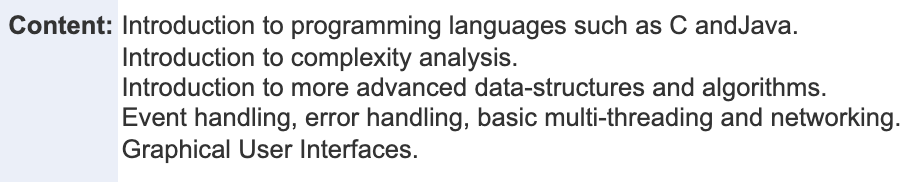 Content: Introduction to programming languages such as C andJava.
Introduction to complexity analysis.
Introduction to more advanced data-structures and algorithms.
Event handling, error handling, basic multi-threading and networking.
Graphical User Interfaces.